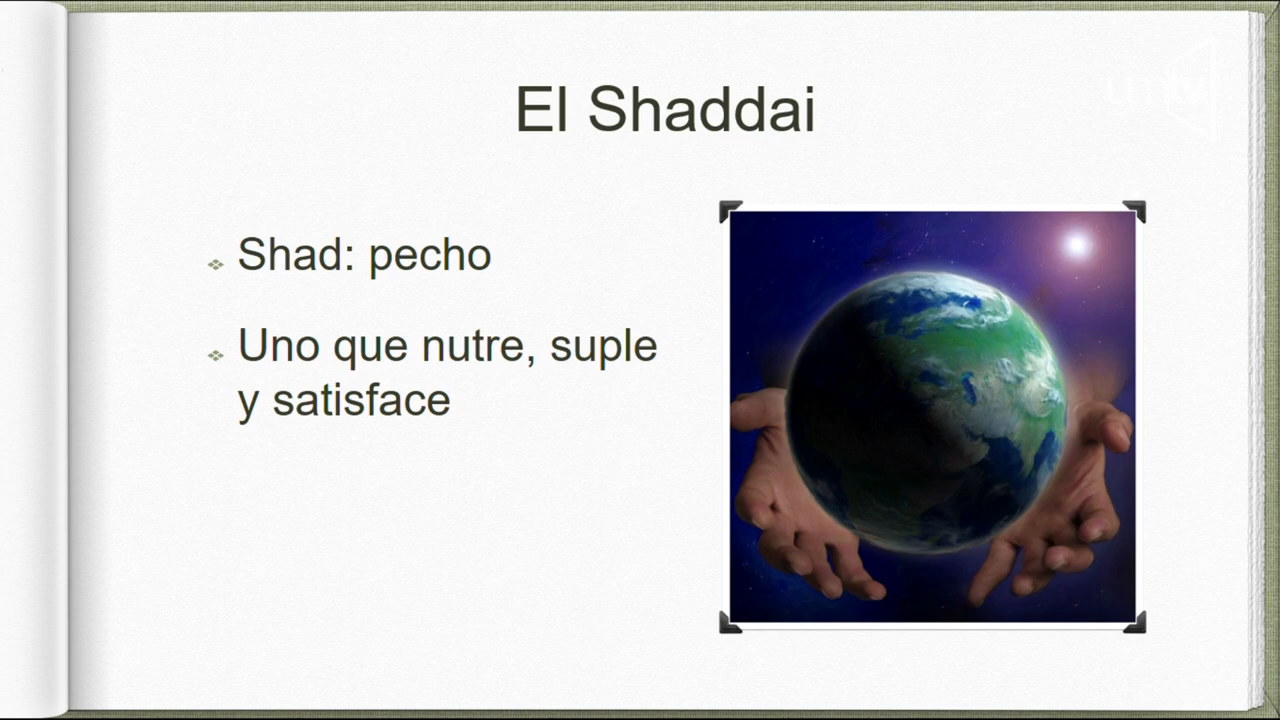 El Shaddai
Shad: pecho
Uno que nutre, suple
y satisface